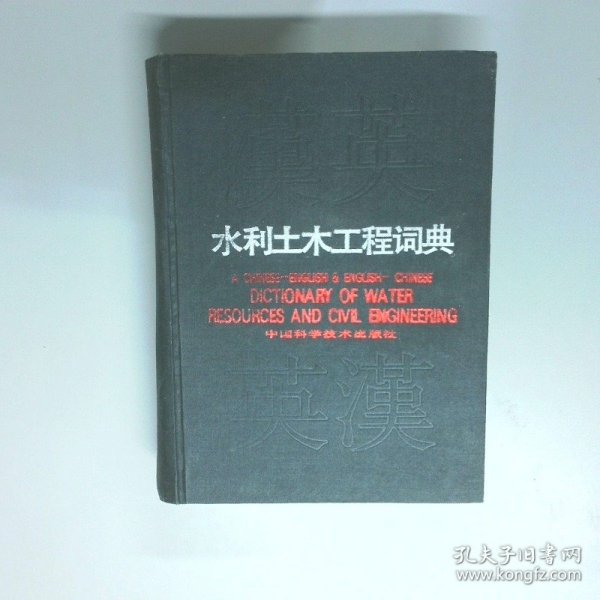 漢英
水利土木工程词典
A CHINESE-ENGLISH & ENGLISH-CHINESE
DICTIONARY OF WATER
RESOURCES AND CIVIL ENGINEERING
中国科学技术出版社
英漢
孔夫子旧书网
www.kongfz.com